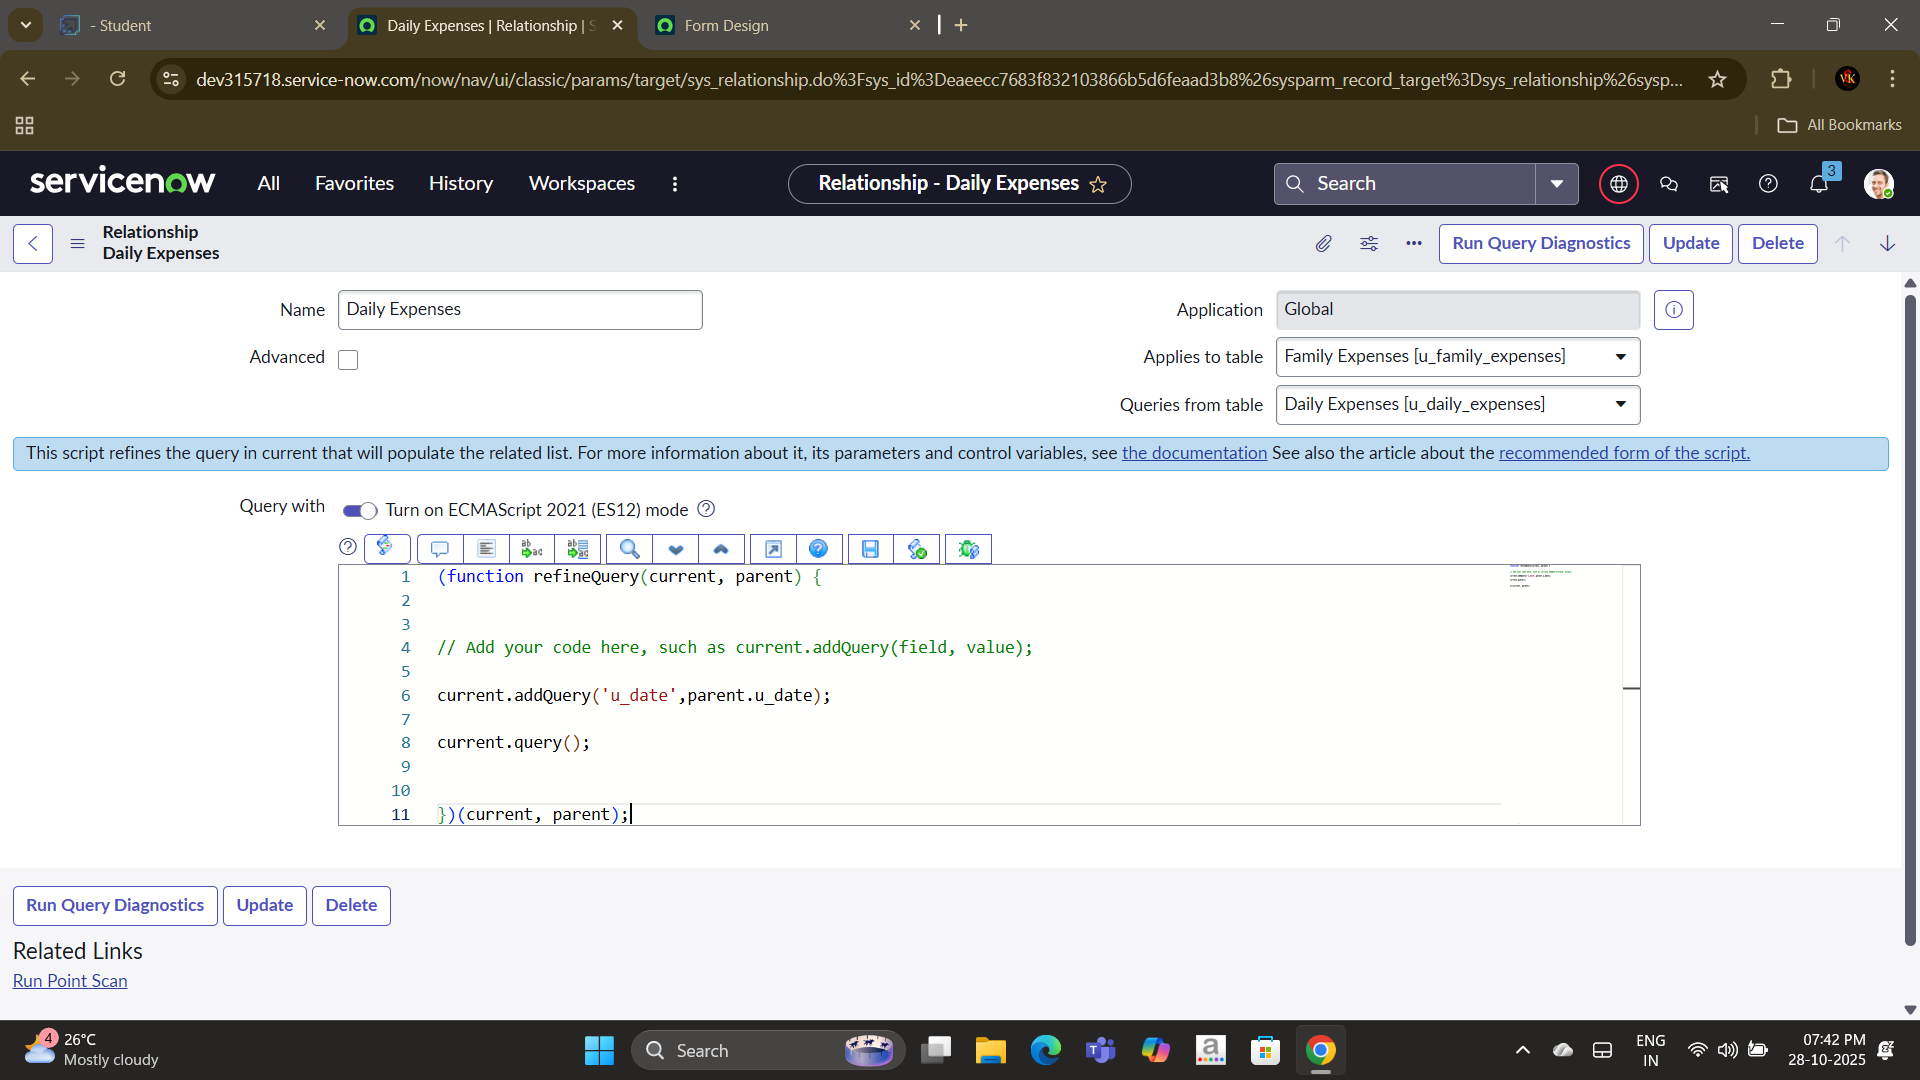 - Student
Daily Expenses | Relationship |
Form Design
dev315718.service-now.com/now/nav/ui/classic/params/target/sys_relationship.do%3Fsys_id%3Deaeecc7683f832103866b5d6feaad3b8%26sysparm_record_target%3Dsys_relationship%26sysp...
VK
All Bookmarks
servicenow
All
Favorites
History
Workspaces
Relationship - Daily Expenses
Search
3
Relationship
Daily Expenses
Run Query Diagnostics
Update
Delete
Name
Daily Expenses
Application
Global
Advanced
Applies to table
Family Expenses [u_family_expenses]
Queries from table
Daily Expenses [u_daily_expenses]
This script refines the query in current that will populate the related list. For more information about it, its parameters and control variables, see the documentation See also the article about the recommended form of the script.
Query with
Turn on ECMAScript 2021 (ES12) mode
1 (function refineQuery(current, parent) {
2
3
4 // Add your code here, such as current.addQuery(field, value);
5
6 current.addQuery('u_date',parent.u_date);
7
8 current.query();
9
10
11 })(current, parent);
Run Query Diagnostics
Update
Delete
Related Links
Run Point Scan
4
26°C
Mostly cloudy
Search
ENG
IN
07:42 PM
28-10-2025